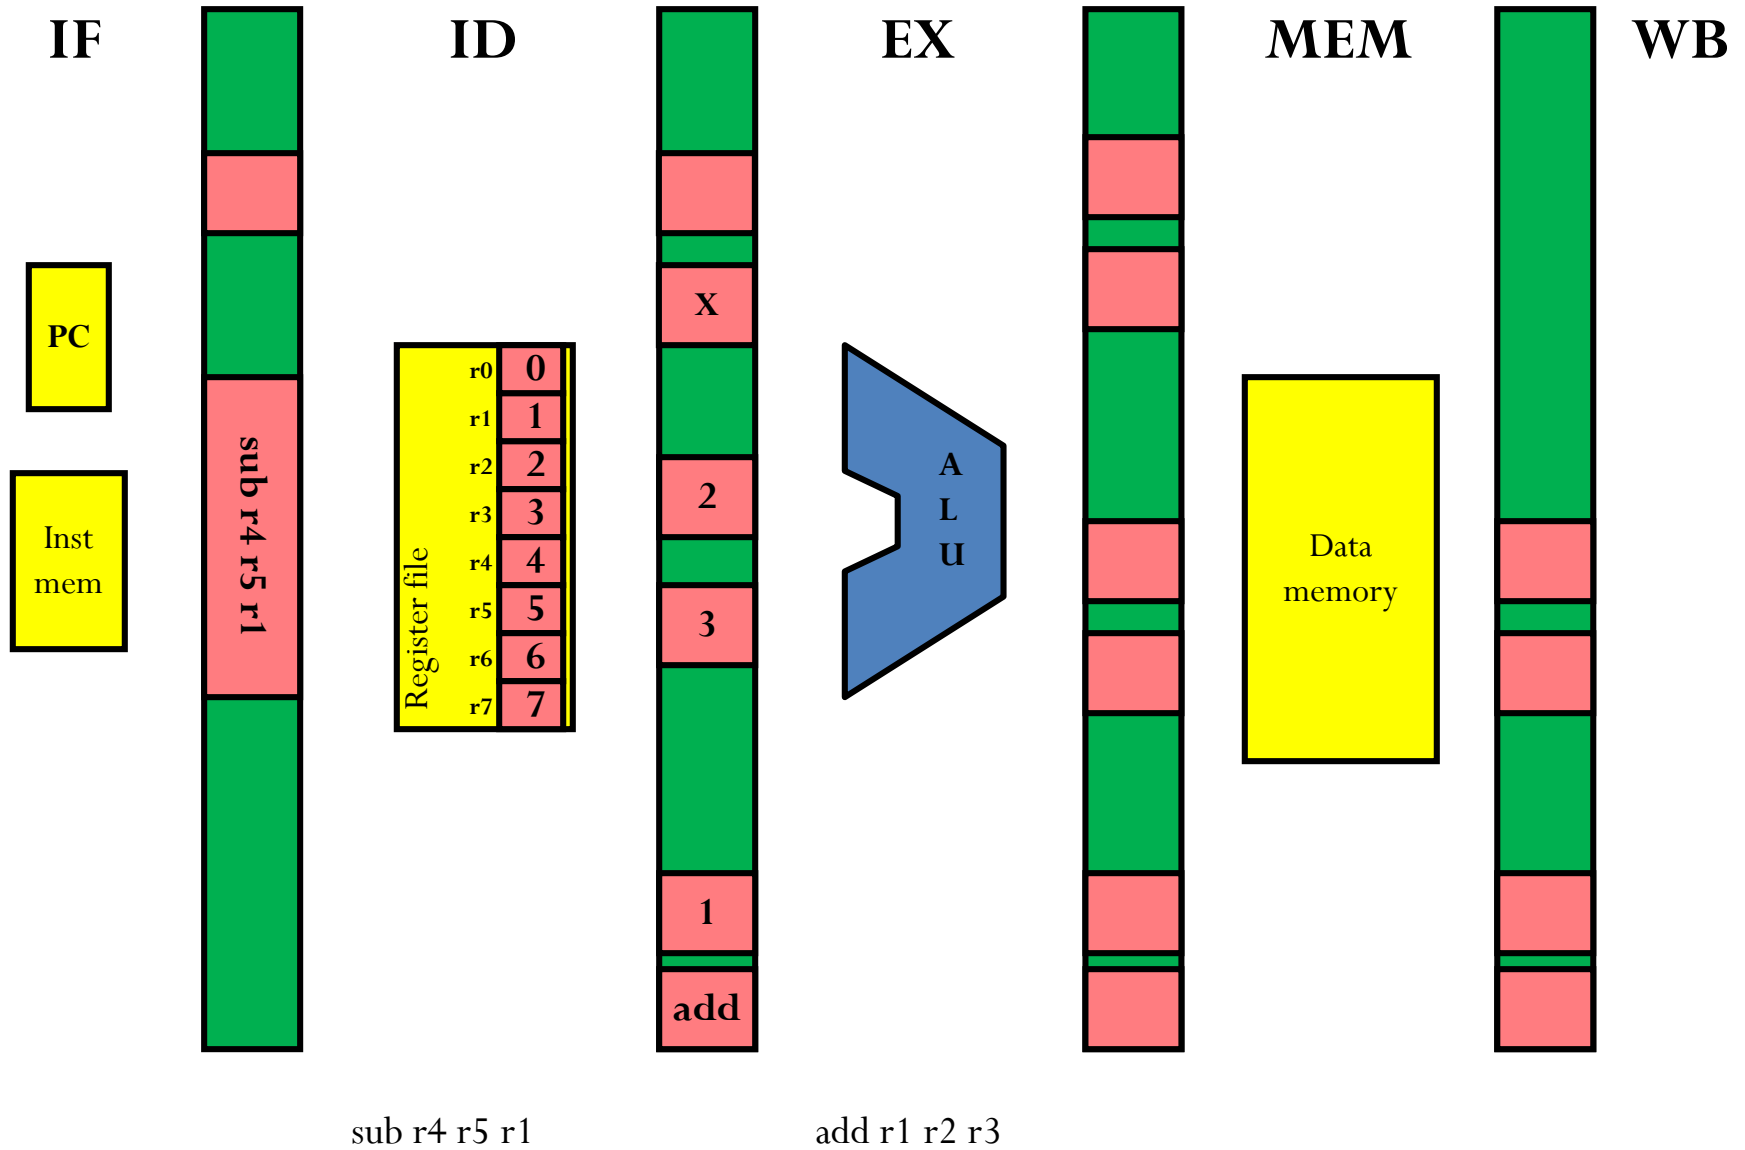 IF
ID
EX
MEM
WB
PC
Inst
mem
sub r4 r5 r1
Register file
r0 0
r1 1
r2 2
r3 3
r4 4
r5 5
r6 6
r7 7
X
2
3
1
add
A
L
U
Data
memory
sub r4 r5 r1
add r1 r2 r3